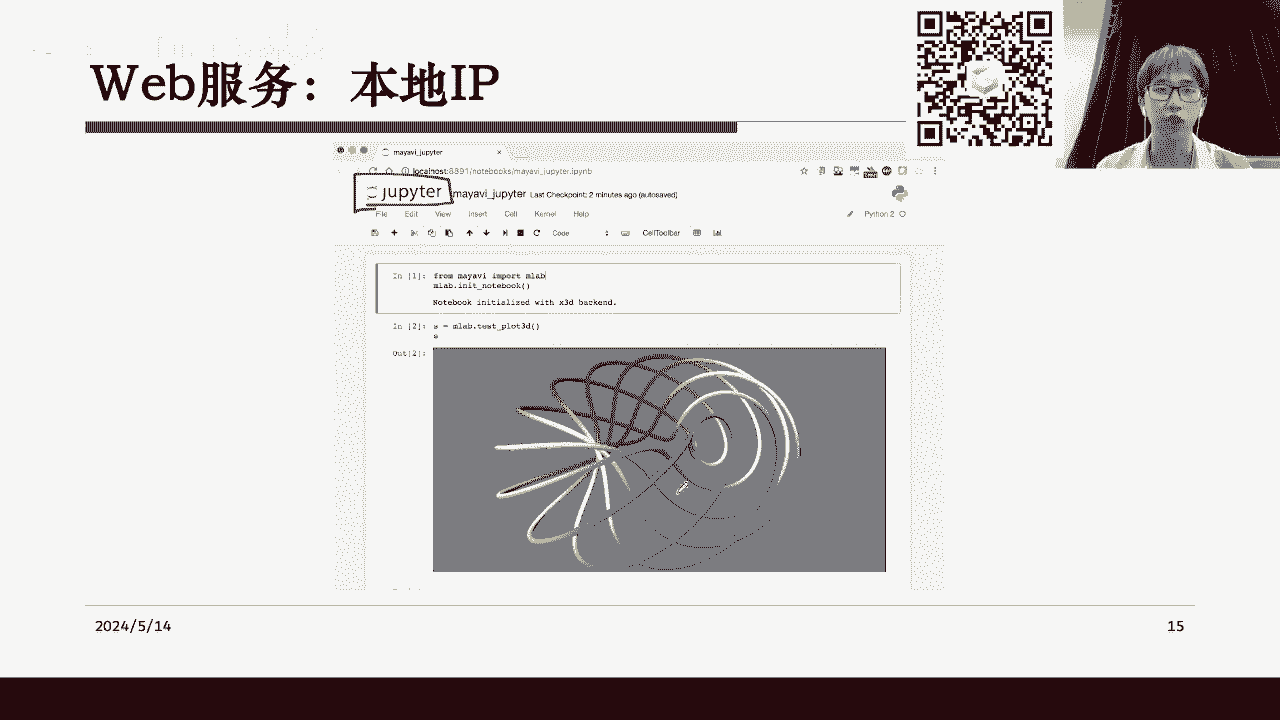 Web服务：本地IP
mayavi_jupyter
localhost:8891/notebooks/mayavi_jupyter.ipynb
jupyter mayavi_jupyter Last Checkpoint: 2 minutes ago (autosaved)
File Edit View Insert Cell Kernel Help
Python 2
Code CellToolbar
In [1]: from mayavi import mlab
mlab.init_notebook()
Notebook initialized with x3d backend.
In [2]: s = mlab.test_plot3d()
s
Out[2]:
2024/5/14
15